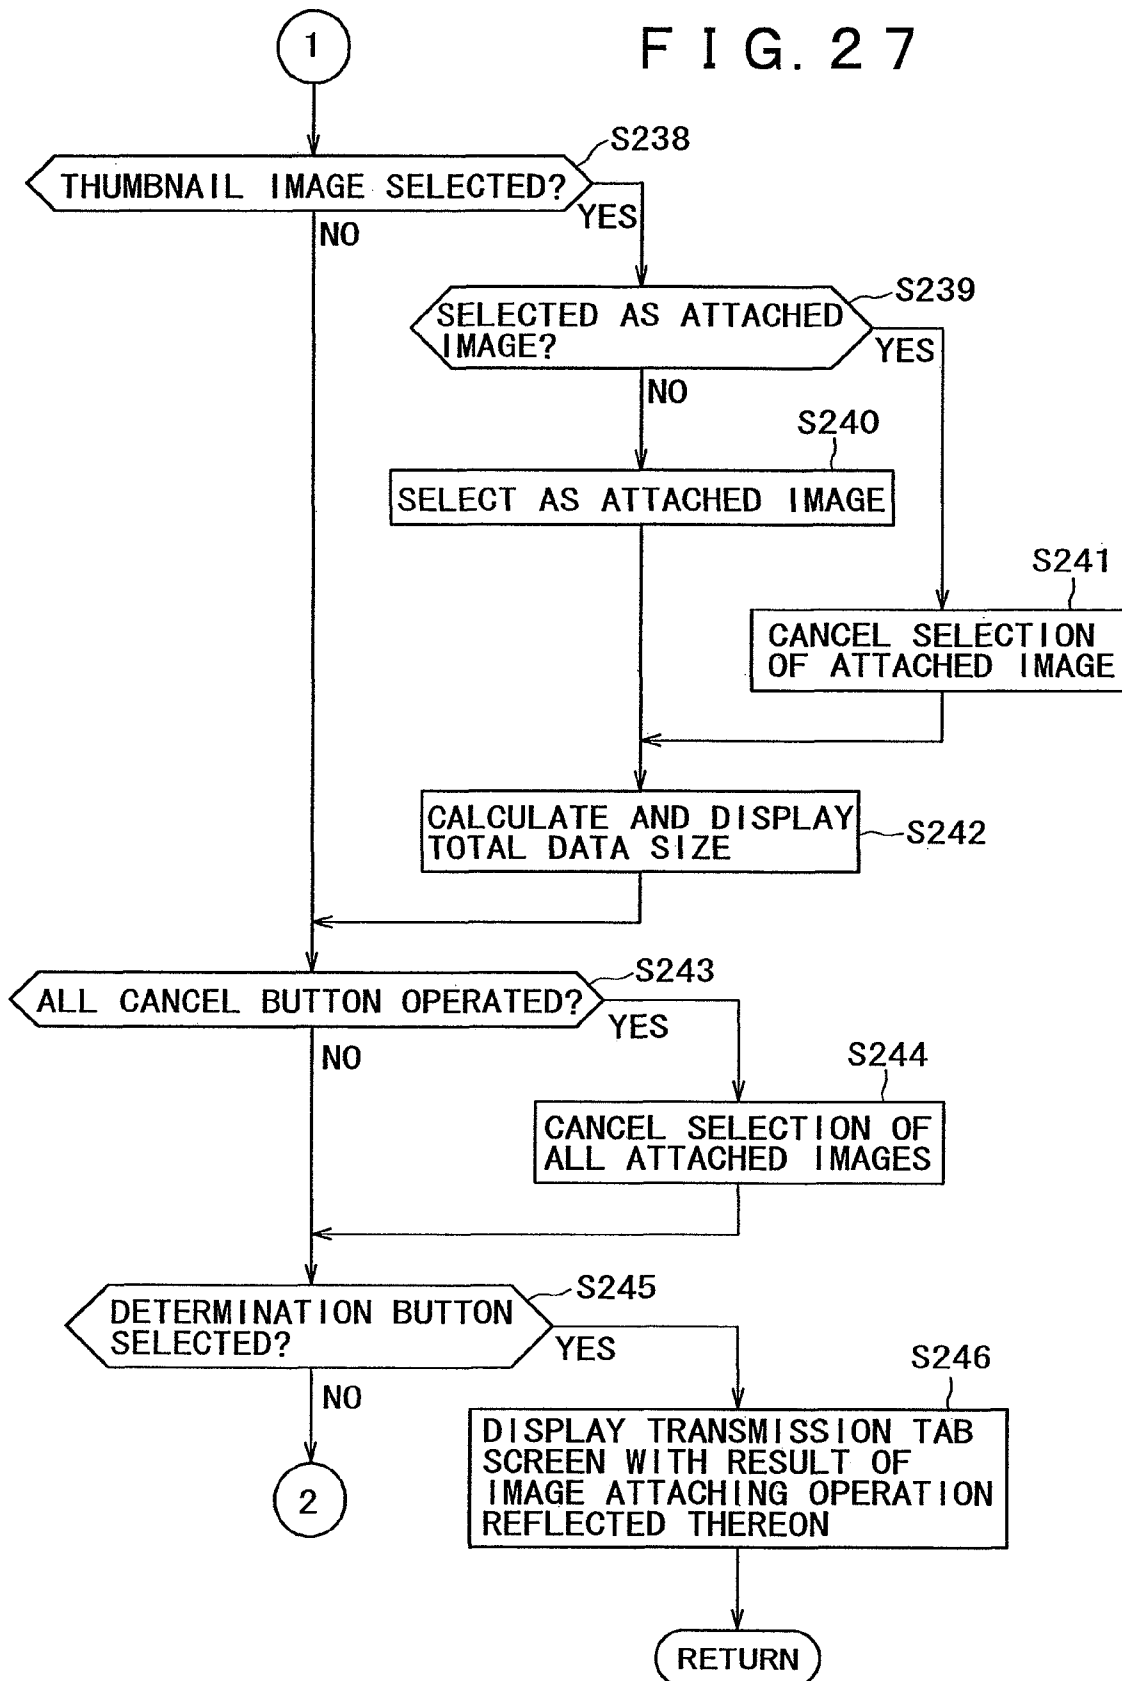 1
FIG. 27
S238
THUMBNAIL IMAGE SELECTED?
YES
NO
S239
SELECTED AS ATTACHED
IMAGE?
YES
NO
S240
SELECT AS ATTACHED IMAGE
S241
CANCEL SELECTION
OF ATTACHED IMAGE
CALCULATE AND DISPLAY
TOTAL DATA SIZE
S242
S243
ALL CANCEL BUTTON OPERATED?
YES
NO
S244
CANCEL SELECTION OF
ALL ATTACHED IMAGES
S245
DETERMINATION BUTTON
SELECTED?
YES
NO
S246
DISPLAY TRANSMISSION TAB
SCREEN WITH RESULT OF
IMAGE ATTACHING OPERATION
REFLECTED THEREON
2
RETURN